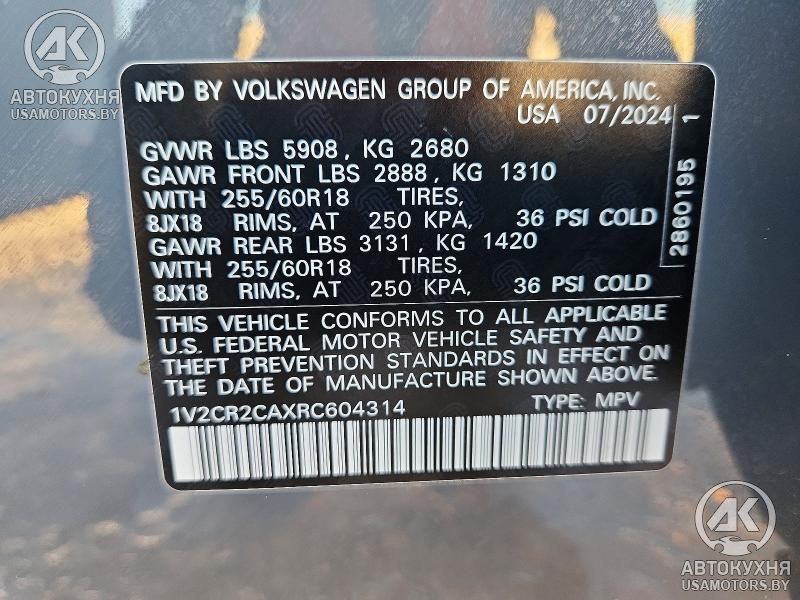 AK
АВТОКУХНЯ
USAMOTORS.BY
MFD BY VOLKSWAGEN GROUP OF AMERICA, INC.
USA 07/2024
1
2860195
GVWR LBS 5908, KG 2680
GAWR FRONT LBS 2888, KG 1310
WITH 255/60R18 TIRES,
8JX18 RIMS, AT 250 KPA, 36 PSI COLD
GAWR REAR LBS 3131, KG 1420
WITH 255/60R18 TIRES,
8JX18 RIMS, AT 250 KPA, 36 PSI COLD
THIS VEHICLE CONFORMS TO ALL APPLICABLE
U.S. FEDERAL MOTOR VEHICLE SAFETY AND
THEFT PREVENTION STANDARDS IN EFFECT ON
THE DATE OF MANUFACTURE SHOWN ABOVE.
1V2CR2CAXRC604314 TYPE: MPV
AK
АВТОКУХНЯ
USAMOTORS.BY